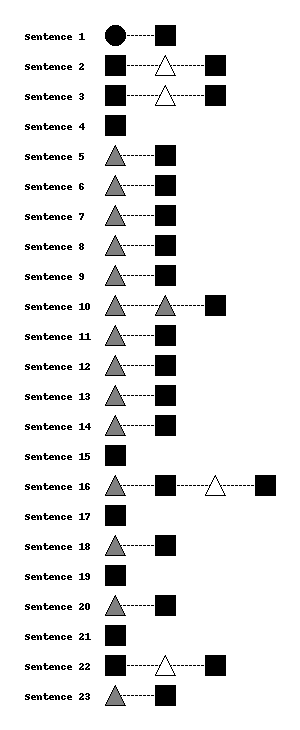 Sentence 1
Sentence 2
Sentence 3
Sentence 4
Sentence 5
Sentence 6
Sentence 7
Sentence 8
Sentence 9
Sentence 10
Sentence 11
Sentence 12
Sentence 13
Sentence 14
Sentence 15
Sentence 16
Sentence 17
Sentence 18
Sentence 19
Sentence 20
Sentence 21
Sentence 22
Sentence 23